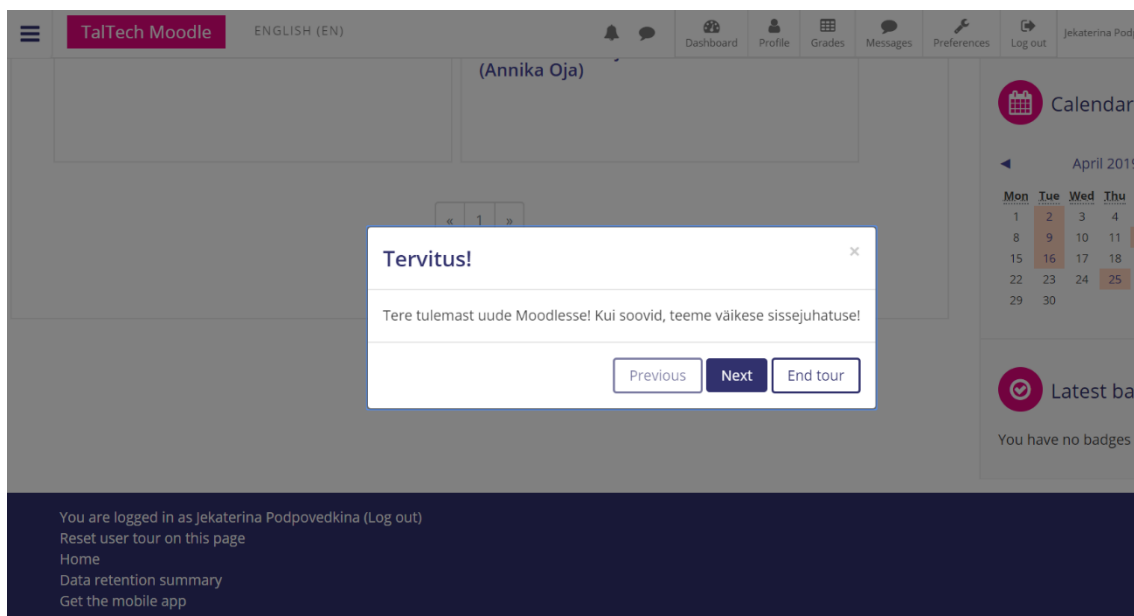 TalTech Moodle
ENGLISH (EN)
Dashboard
Profile
Grades
Messages
Preferences
Log out
Jekaterina
(Annika Oja)
« 1 »
Tervitus!
×
Tere tulemast uude Moodlesse! Kui soovid, teeme väikese sissejuhatuse!
Previous
Next
End tour
Calendar
◄ April 2019
Mon Tue Wed Thu
1 2 3 4
8 9 10 11
15 16 17 18
22 23 24 25
29 30
Latest ba
You have no badges
You are logged in as Jekaterina Podpovedkina (Log out)
Reset user tour on this page
Home
Data retention summary
Get the mobile app